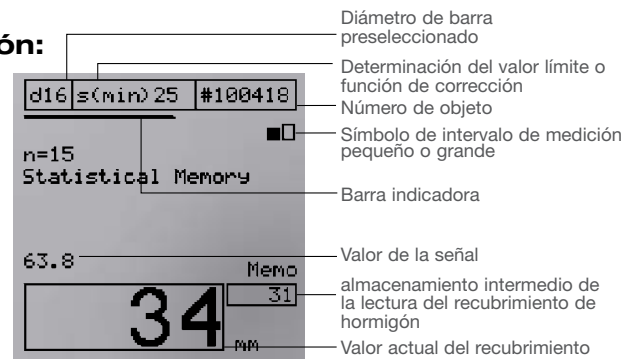 ón:
Diámetro de barra
preseleccionado
Determinación del valor límite o
función de corrección
Número de objeto
Símbolo de intervalo de medición
pequeño o grande
Barra indicadora
Valor de la señal
almacenamiento intermedio de
la lectura del recubrimiento de
hormigón
Valor actual del recubrimiento
d16 s(min) 25 #100418
n=15
Statistical Memory
63.8
Memo
31
34
mm